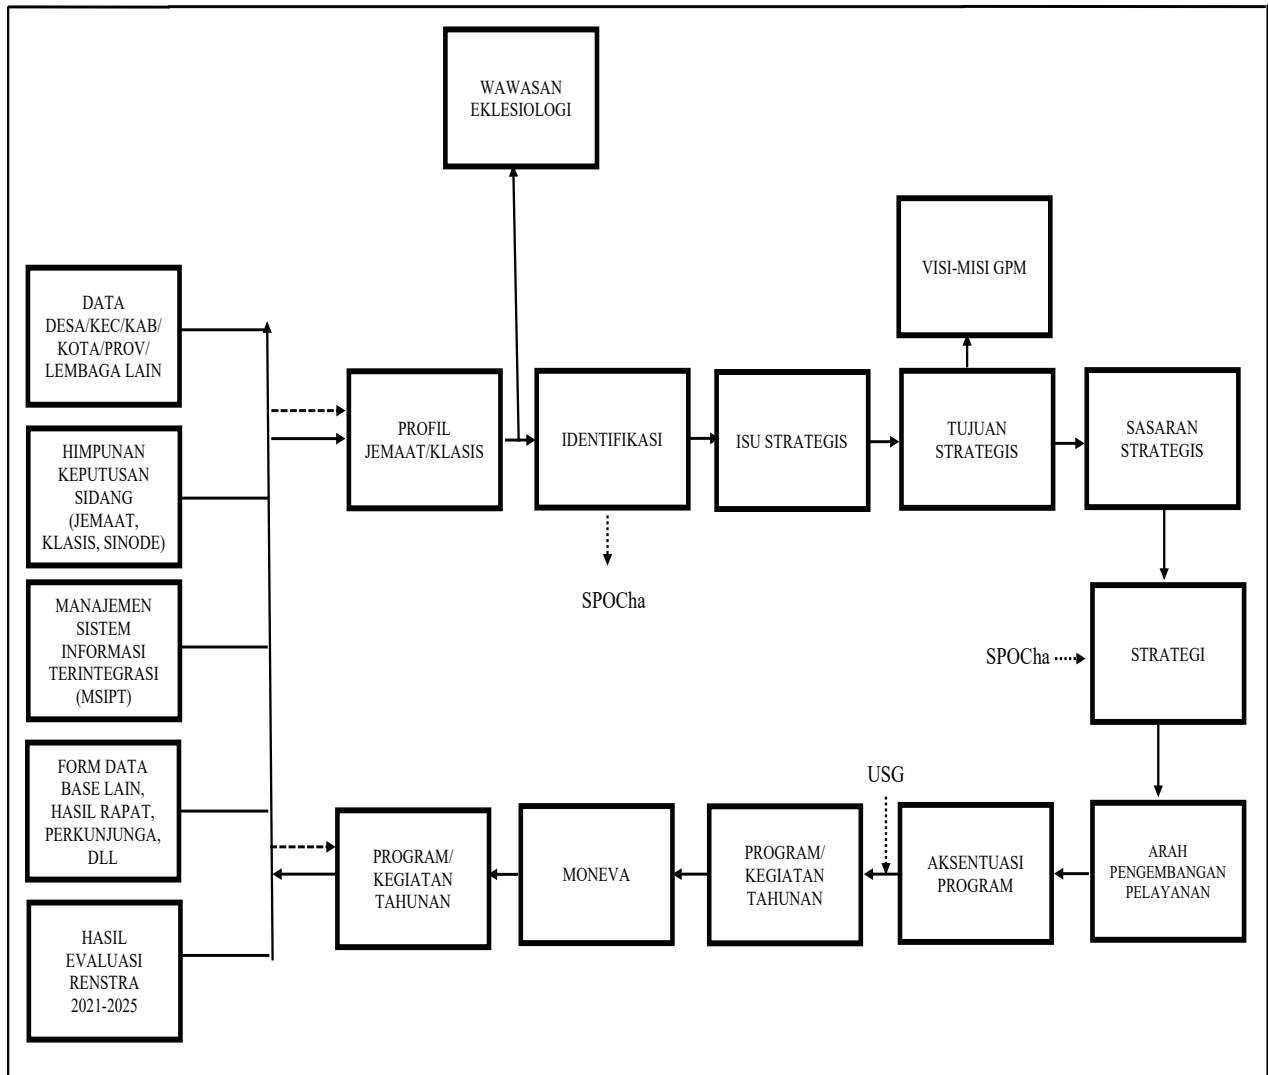 WAWASAN
EKLESIOLOGI
VISI-MISI GPM
DATA
DESA/KEC/KAB/
KOTA/PROV/
LEMBAGA LAIN
HIMPUNAN
KEPUTUSAN
SIDANG
(JEMAAT,
KLASIS, SINODE)
MANAJEMEN
SISTEM
INFORMASI
TERINTEGRASI
(MSIPT)
FORM DATA
BASE LAIN,
HASIL RAPAT,
PERKUNJUNGA,
DLL
HASIL
EVALUASI
RENSTRA
2021-2025
PROFIL
JEMAAT/KLASIS
IDENTIFIKASI
ISU STRATEGIS
TUJUAN
STRATEGIS
SASARAN
STRATEGIS
SPOCha
SPOCha
STRATEGI
USG
ARAH
PENGEMBANGAN
PELAYANAN
AKSENTUASI
PROGRAM
PROGRAM/
KEGIATAN
TAHUNAN
MONEVA
PROGRAM/
KEGIATAN
TAHUNAN